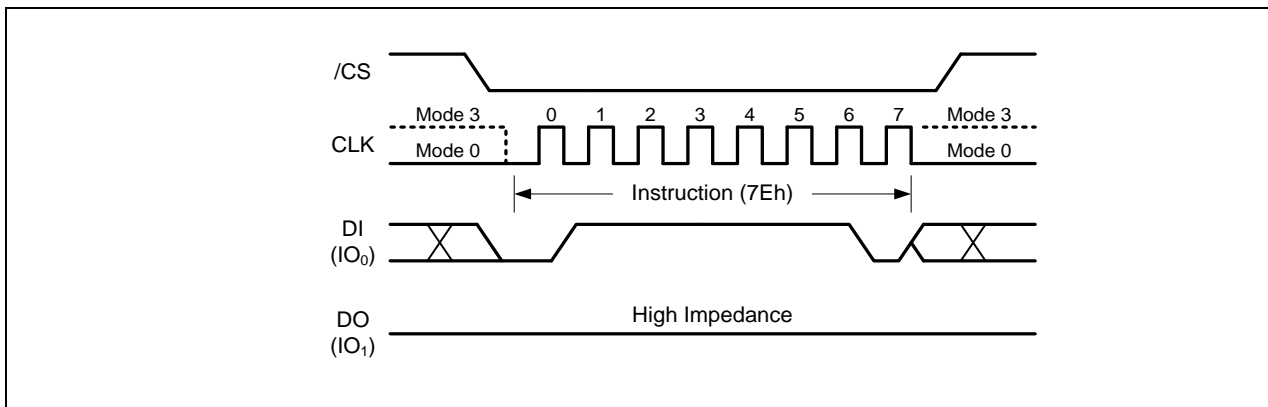 /CS
Mode 3 0 1 2 3 4 5 6 7 Mode 3
CLK
Mode 0 Mode 0
Instruction (7Eh)
DI
(IO₀)
High Impedance
DO
(IO₁)